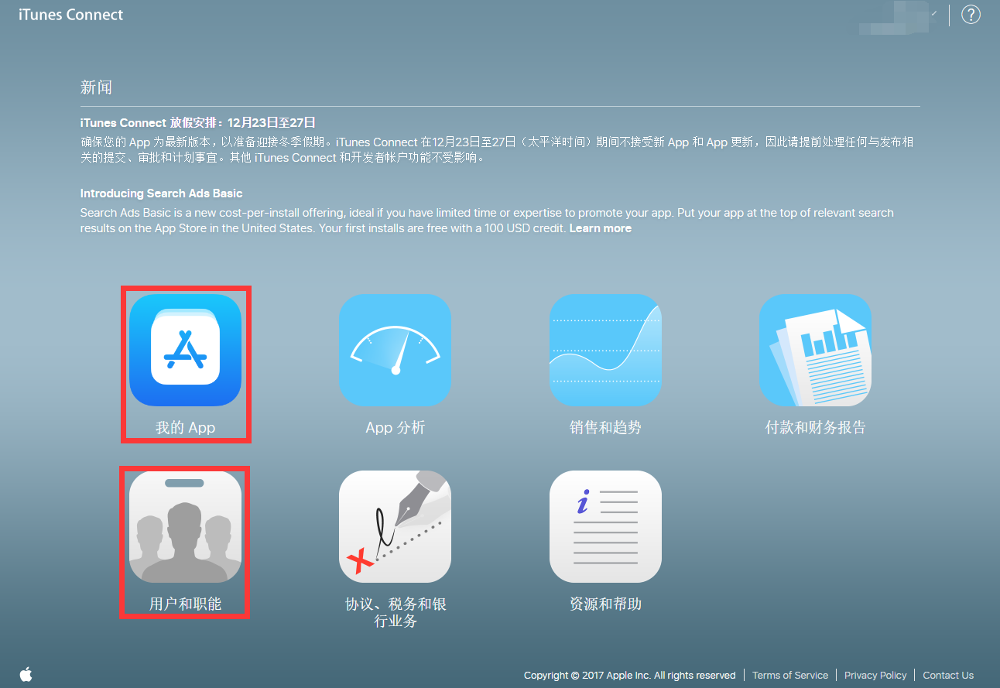 iTunes Connect
?
新闻
iTunes Connect 放假安排：12月23日至27日
确保您的 App 为最新版本，以准备迎接冬季假期。iTunes Connect 在12月23日至27日（太平洋时间）期间不接受新 App 和 App 更新，因此请提前处理任何与发布相
关的提交、审批和计划事宜。其他 iTunes Connect 和开发者帐户功能不受影响。
Introducing Search Ads Basic
Search Ads Basic is a new cost-per-install offering, ideal if you have limited time or expertise to promote your app. Put your app at the top of relevant search
results on the App Store in the United States. Your first installs are free with a 100 USD credit. Learn more
我的 App
App 分析
销售和趋势
付款和财务报告
i
用户和职能
协议、税务和银
行业务
资源和帮助
Copyright © 2017 Apple Inc. All rights reserved
Terms of Service
Privacy Policy
Contact Us